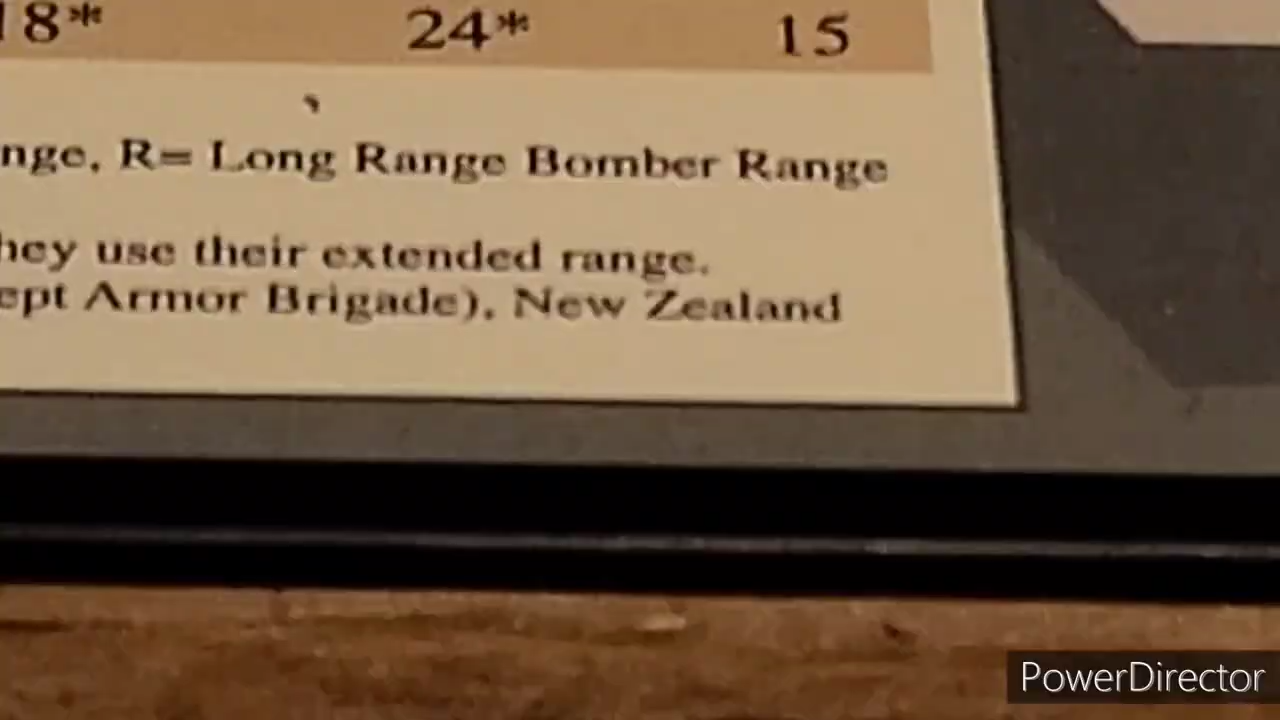 18* 24* 15
nge, R= Long Range Bomber Range
hey use their extended range.
ept Armor Brigade), New Zealand
PowerDirector